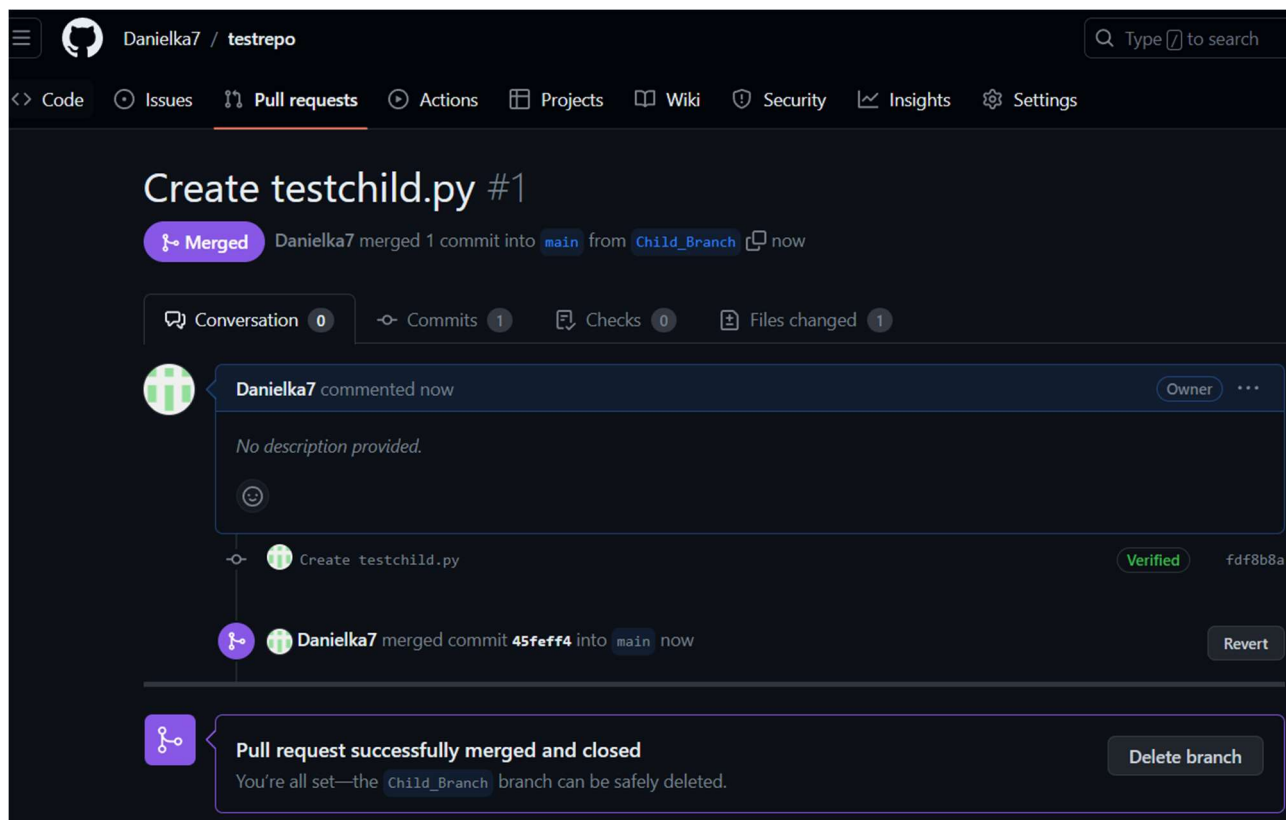 Danielka7 / testrepo
Type / to search
Code Issues Pull requests Actions Projects Wiki Security Insights Settings
Create testchild.py #1
Merged Danielka7 merged 1 commit into main from Child_Branch now
Conversation 0 Commits 1 Checks 0 Files changed 1
Danielka7 commented now Owner
No description provided.
Create testchild.py Verified fdf8b8a
Danielka7 merged commit 45feff4 into main now Revert
Pull request successfully merged and closed
You’re all set—the Child_Branch branch can be safely deleted.
Delete branch